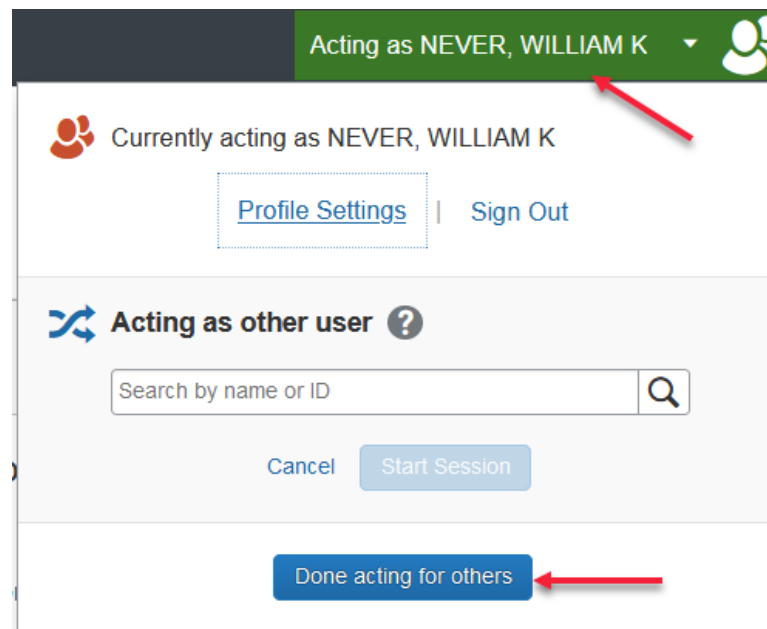 Acting as NEVER, WILLIAM K
Currently acting as NEVER, WILLIAM K
Profile Settings | Sign Out
Acting as other user ?
Search by name or ID
Cancel Start Session
Done acting for others